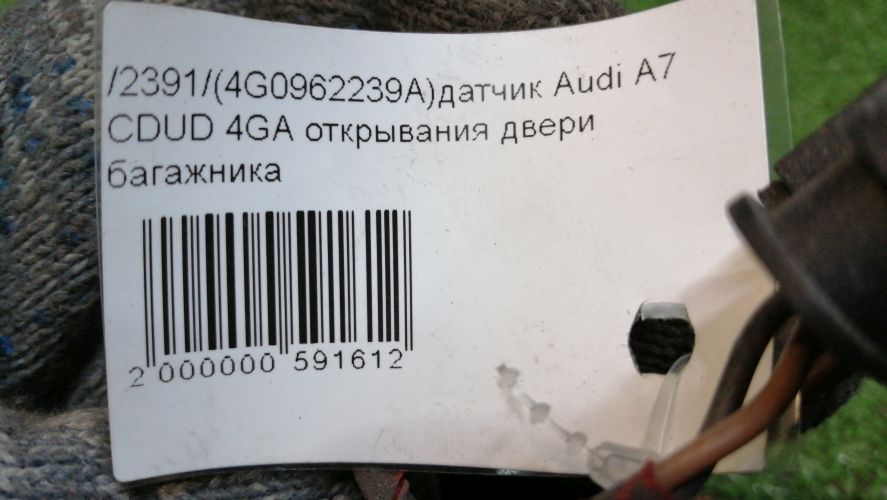 /2391/(4G0962239A)датчик Audi A7
CDUD 4GA открывания двери
багажника
2 000000 591612